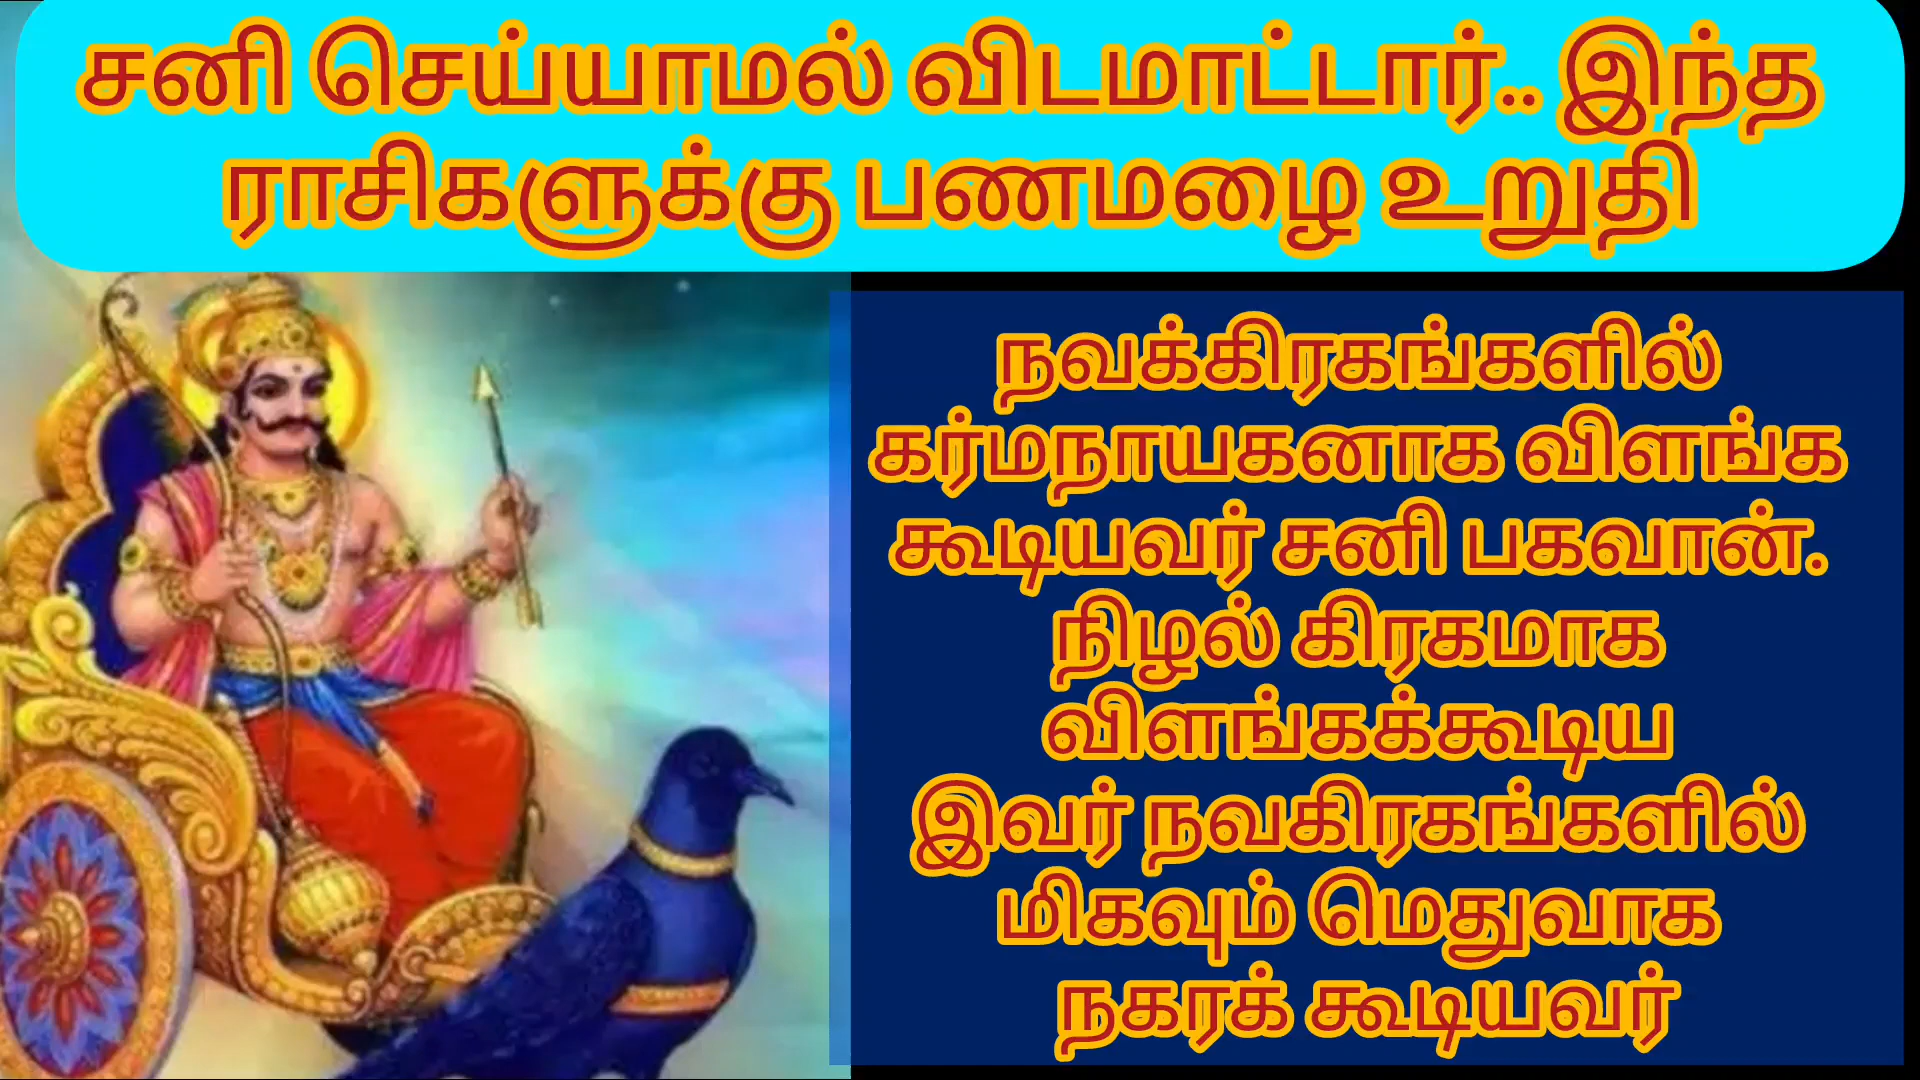 சனி செய்யாமல் விடமாட்டார்.. இந்த
ராசிகளுக்கு பணமழை உறுதி
நவக்கிரகங்களில்
கர்மநாயகனாக விளங்க
கூடியவர் சனி பகவான்.
நிழல் கிரகமாக
விளங்கக்கூடிய
இவர் நவகிரகங்களில்
மிகவும் மெதுவாக
நகரக் கூடியவர்